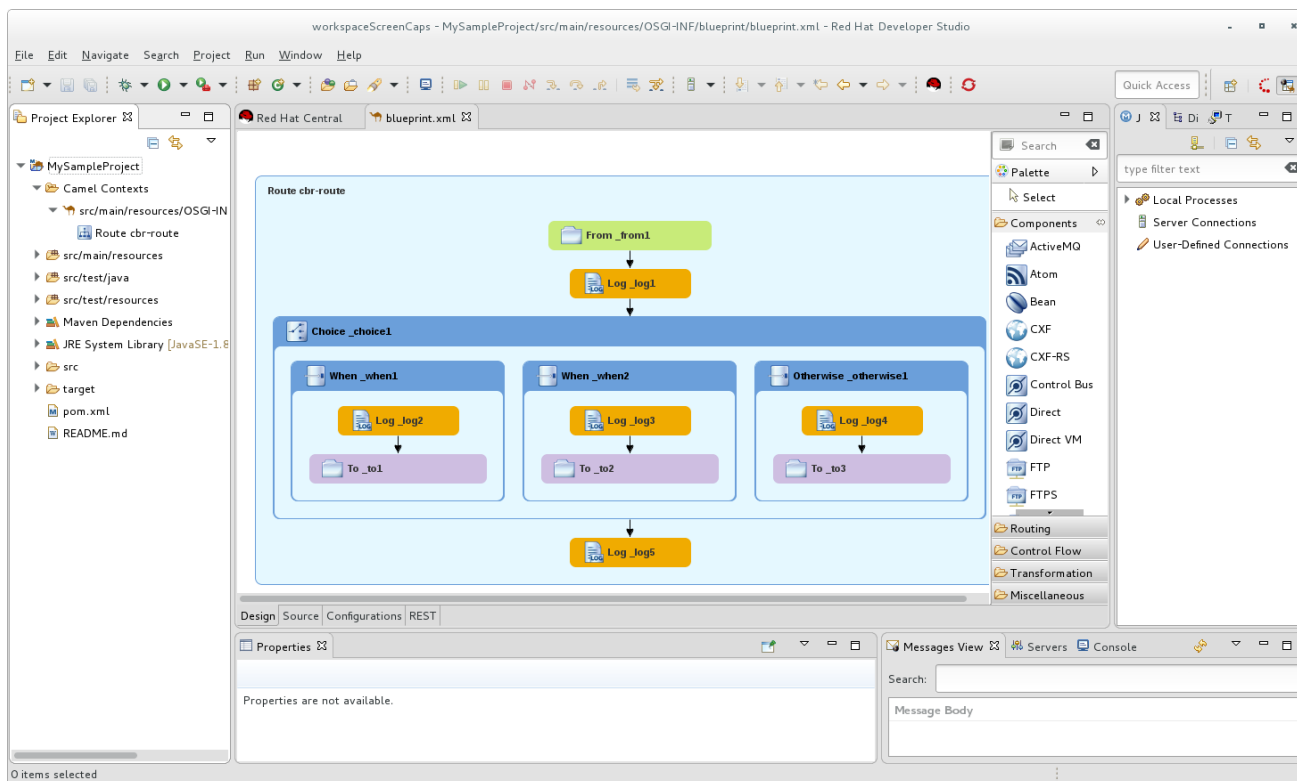 workspaceScreenCaps - MySampleProject/src/main/resources/OSGI-INF/blueprint/blueprint.xml - Red Hat Developer Studio
File Edit Navigate Search Project Run Window Help
Quick Access
Project Explorer
MySampleProject
Camel Contexts
src/main/resources/OSGI-IN
Route cbr-route
src/main/resources
src/test/java
src/test/resources
Maven Dependencies
JRE System Library [JavaSE-1.8
src
target
pom.xml
README.md
Red Hat Central
blueprint.xml
Route cbr-route
From _from1
Log _log1
Choice _choice1
When _when1
When _when2
Otherwise _otherwise1
Log _log2
Log _log3
Log _log4
To _to1
To _to2
To _to3
Log _log5
Design Source Configurations REST
Search
Palette
Select
Components
ActiveMQ
Atom
Bean
CXF
CXF-RS
Control Bus
Direct
Direct VM
FTP
FTPS
Routing
Control Flow
Transformation
Miscellaneous
J Di T
type filter text
Local Processes
Server Connections
User-Defined Connections
Properties
Properties are not available.
Messages View Servers Console
Search:
Message Body
0 items selected